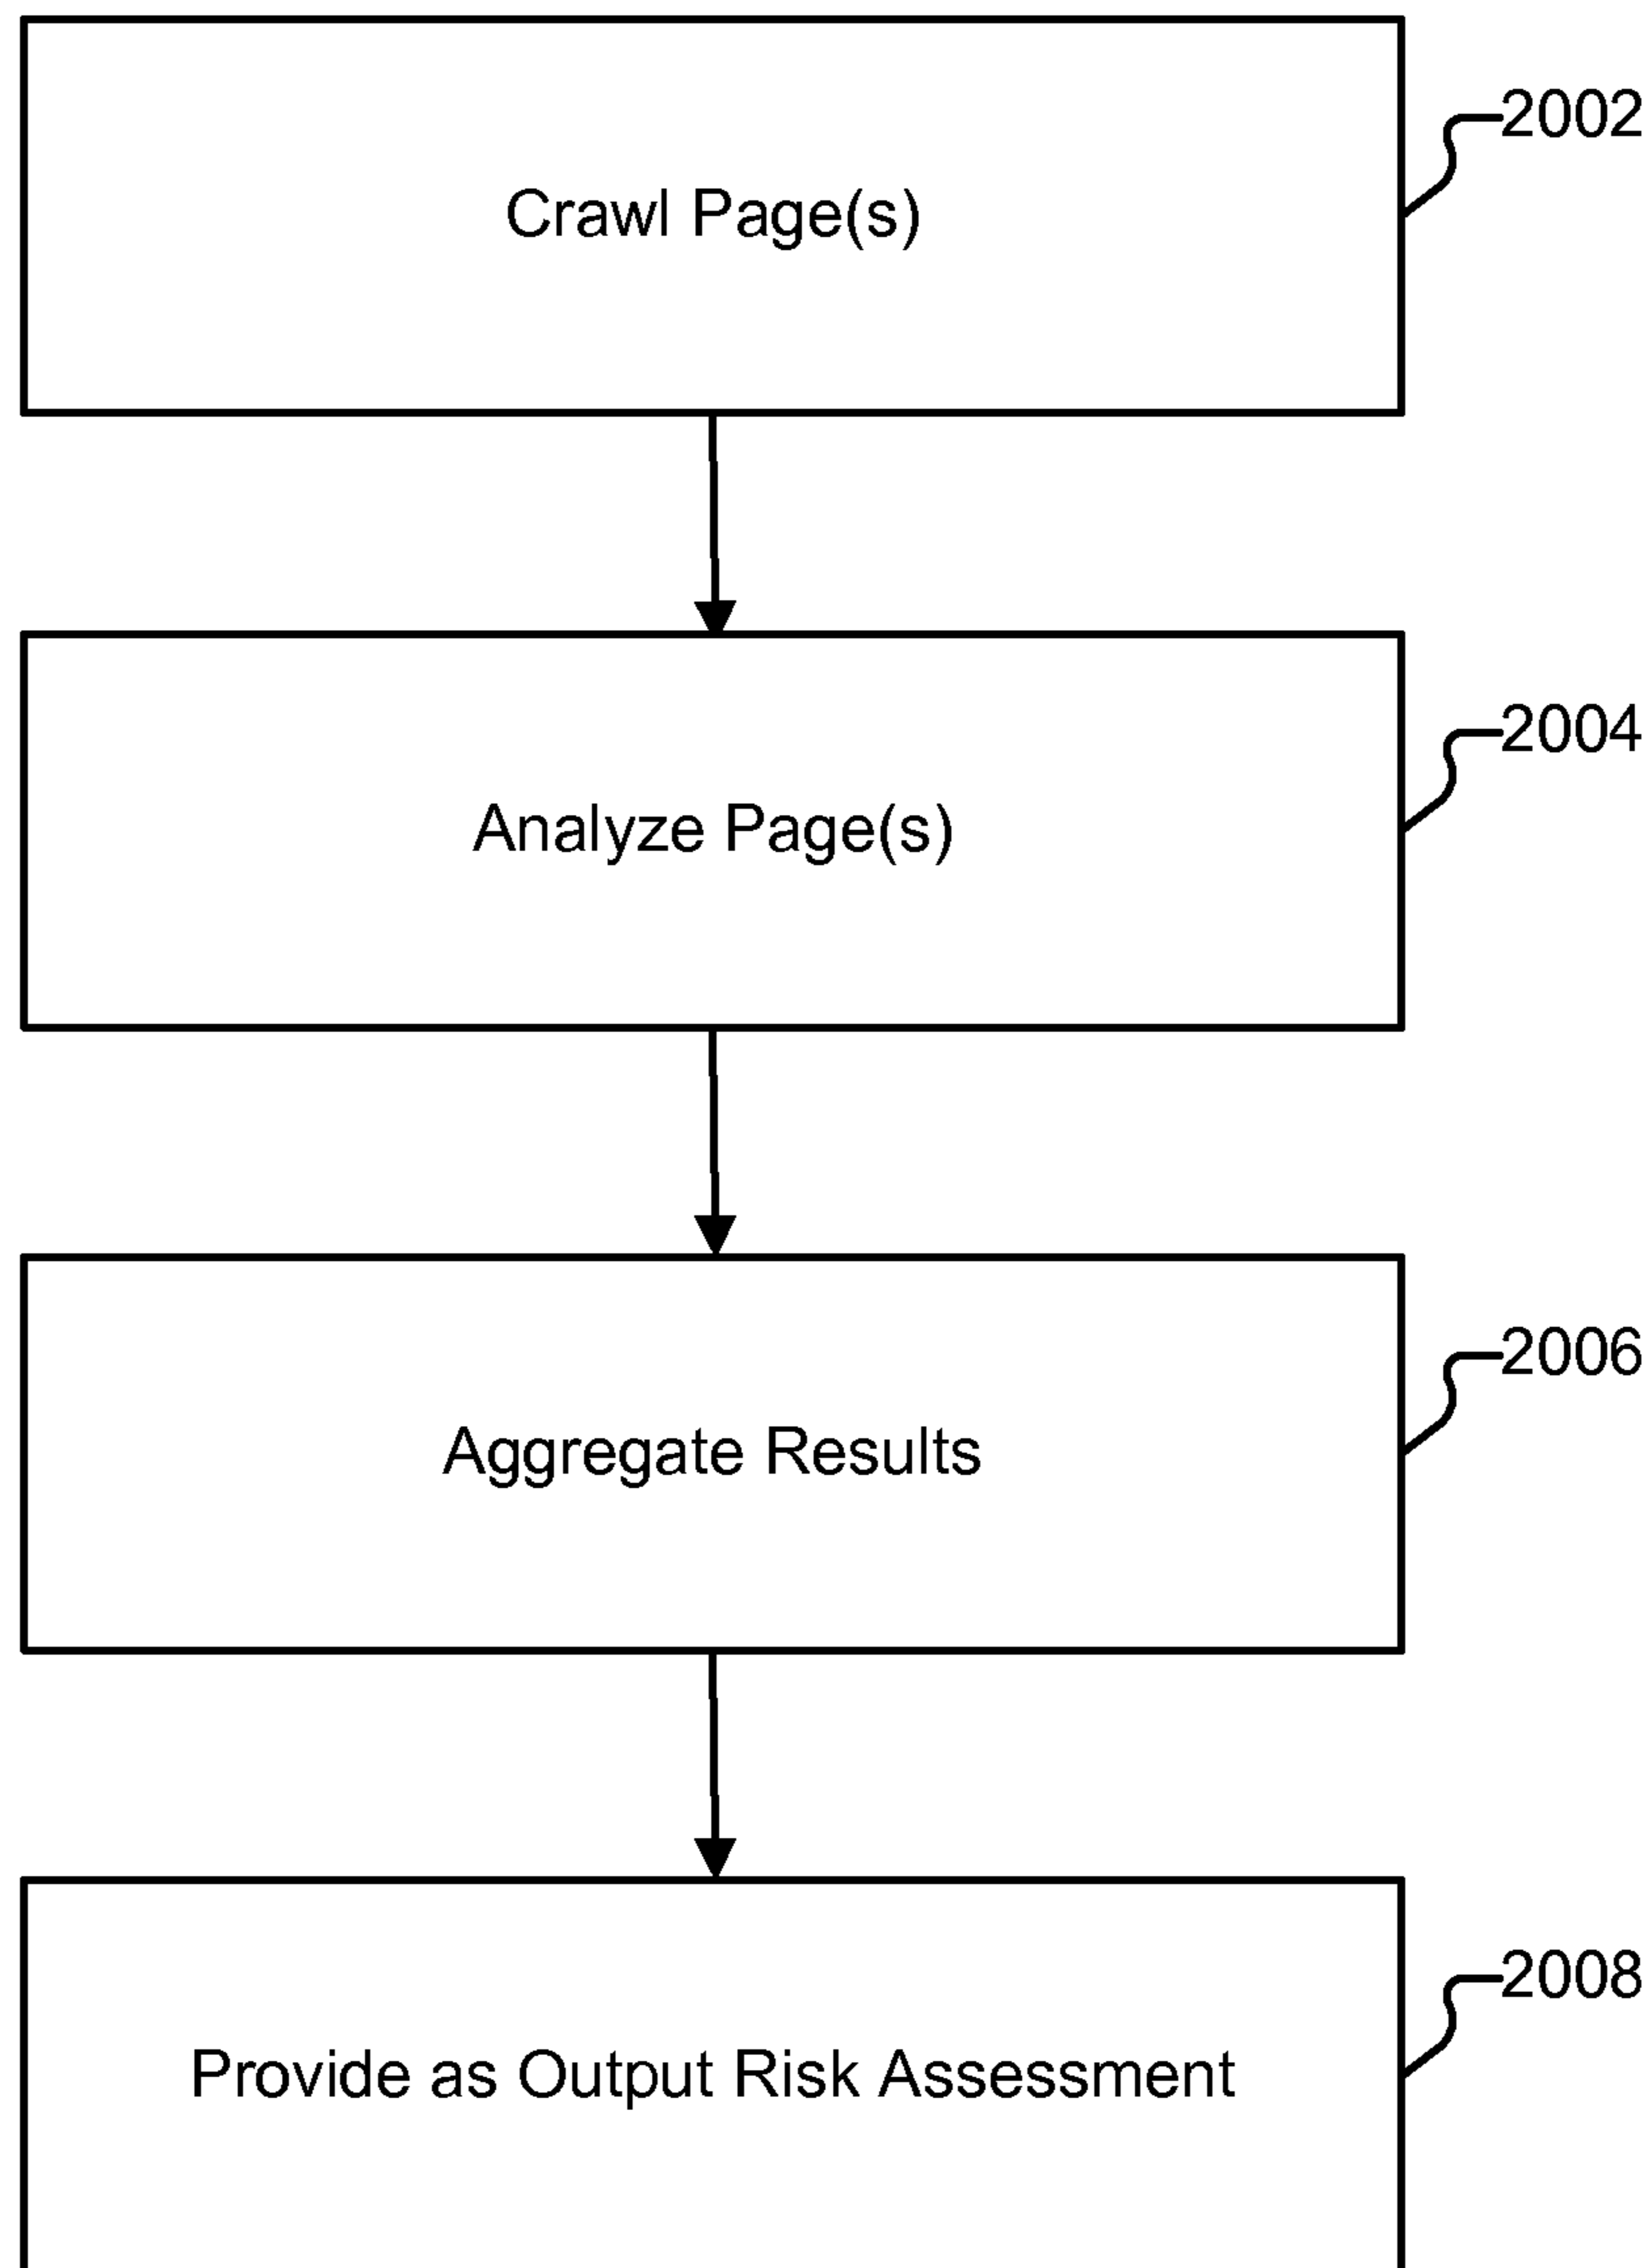 Crawl Page(s)
2002
Analyze Page(s)
2004
Aggregate Results
2006
Provide as Output Risk Assessment
2008